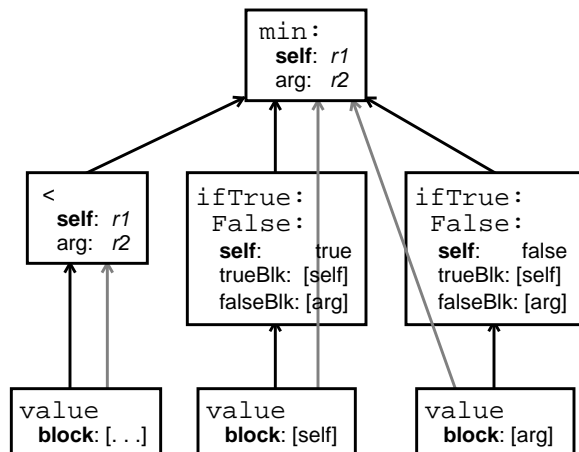 min:
self: r1
arg: r2
<
self: r1
arg: r2
ifTrue:
False:
self: true
trueBlk: [self]
falseBlk: [arg]
ifTrue:
False:
self: false
trueBlk: [self]
falseBlk: [arg]
value
block: [. . .]
value
block: [self]
value
block: [arg]